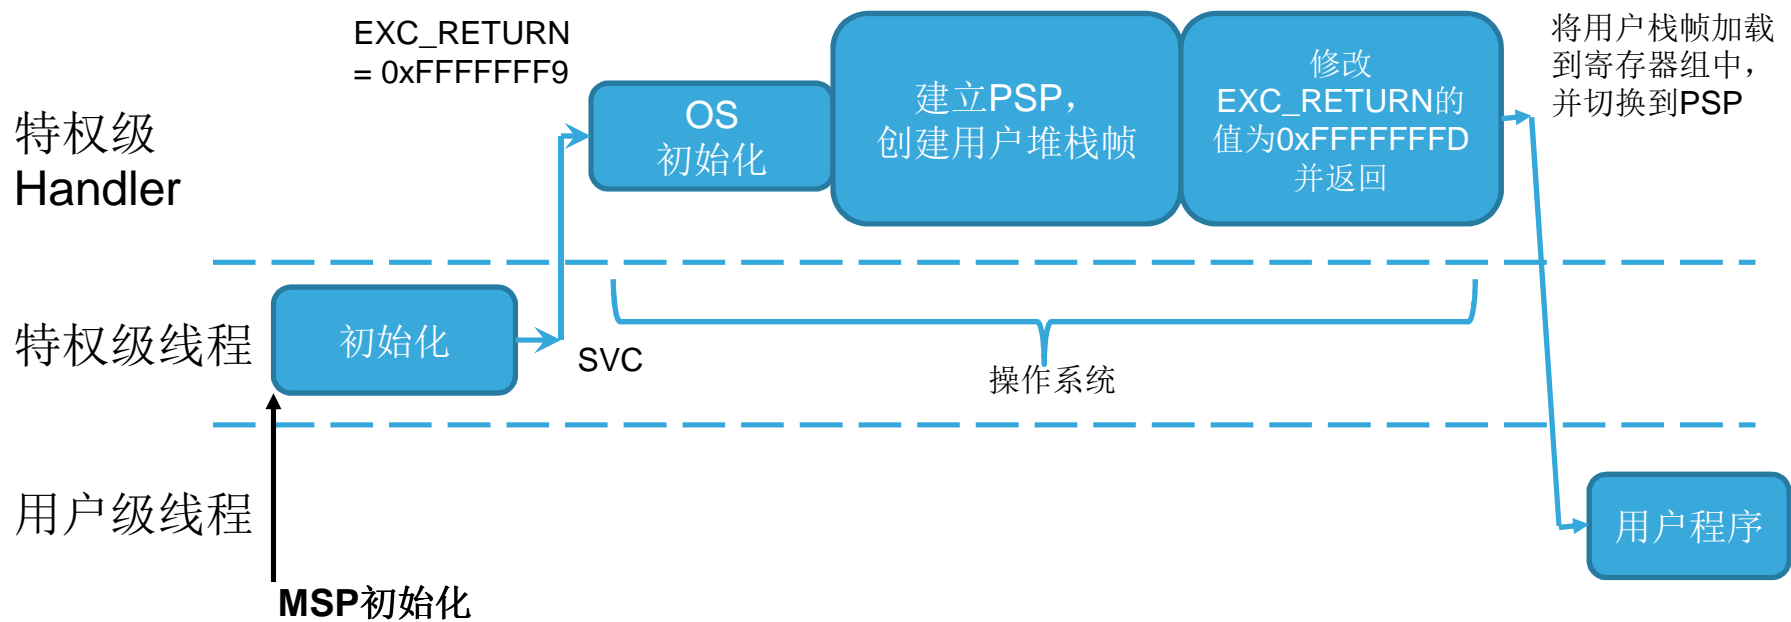 EXC_RETURN
= 0xFFFFFFF9
将用户栈帧加载
到寄存器组中，
并切换到PSP
特权级
Handler
OS
初始化
建立PSP，
创建用户堆栈帧
修改
EXC_RETURN的
值为0xFFFFFFFD
并返回
特权级线程
初始化
SVC
操作系统
用户级线程
用户程序
MSP初始化